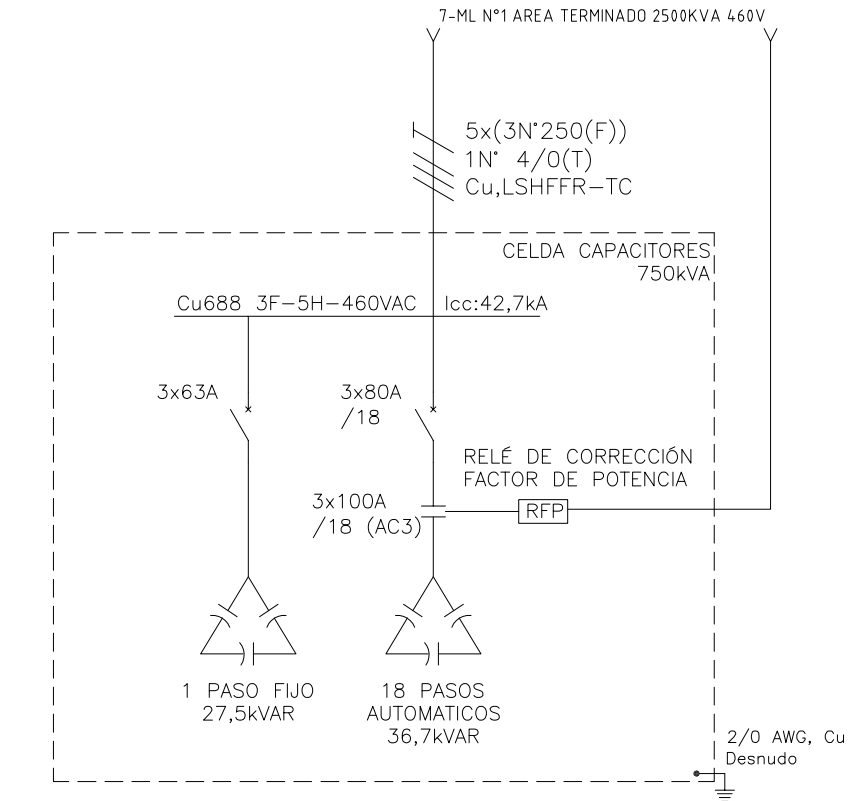 7-ML N°1 AREA TERMINADO 2500KVA 460V
5x(3N°250(F))
1N° 4/0(T)
Cu,LSHFFR-TC
CELDA CAPACITORES
750kVA
Cu688 3F-5H-460VAC Icc:42,7kA
3x63A
3x80A
/18
RELÉ DE CORRECCIÓN
FACTOR DE POTENCIA
3x100A
/18 (AC3)
RFP
1 PASO FIJO
27,5kVAR
18 PASOS
AUTOMATICOS
36,7kVAR
2/0 AWG, Cu
Desnudo